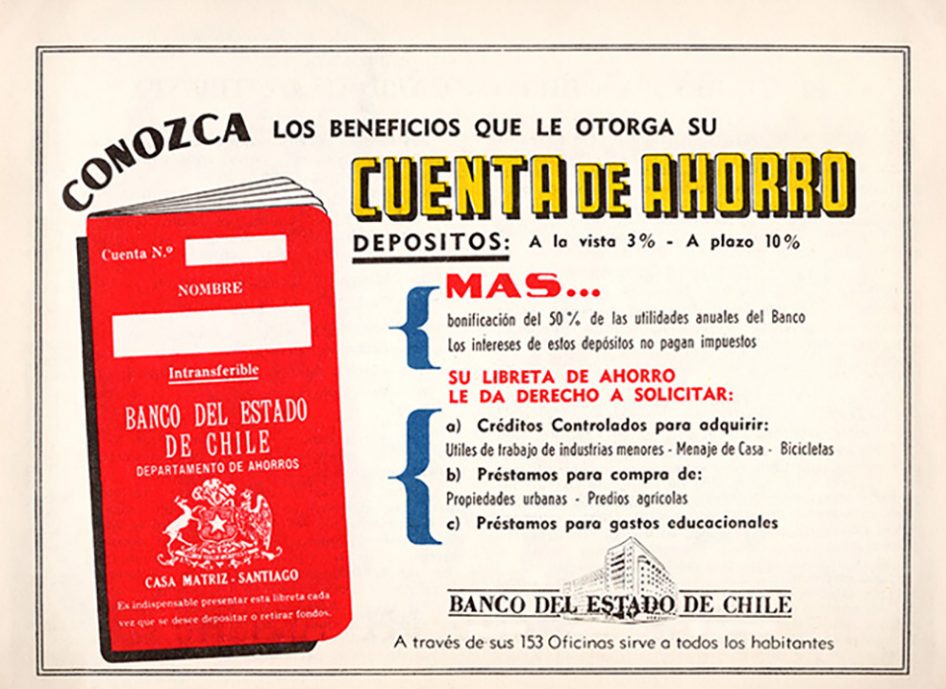 CONOZCA LOS BENEFICIOS QUE LE OTORGA SU
CUENTA DE AHORRO
DEPOSITOS: A la vista 3% - A plazo 10%
MAS...
bonificación del 50 % de las utilidades anuales del Banco
Los intereses de estos depósitos no pagan impuestos
SU LIBRETA DE AHORRO
LE DA DERECHO A SOLICITAR:
a) Créditos Controlados para adquirir:
Utiles de trabajo de industrias menores - Menaje de Casa - Bicicletas
b) Préstamos para compra de:
Propiedades urbanas - Predios agrícolas
c) Préstamos para gastos educacionales
BANCO DEL ESTADO DE CHILE
A través de sus 153 Oficinas sirve a todos los habitantes
Cuenta N.º
NOMBRE
Intransferible
BANCO DEL ESTADO
DE CHILE
DEPARTAMENTO DE AHORROS
CASA MATRIZ - SANTIAGO
Es indispensable presentar esta libreta cada
vez que se desee depositar o retirar fondos.